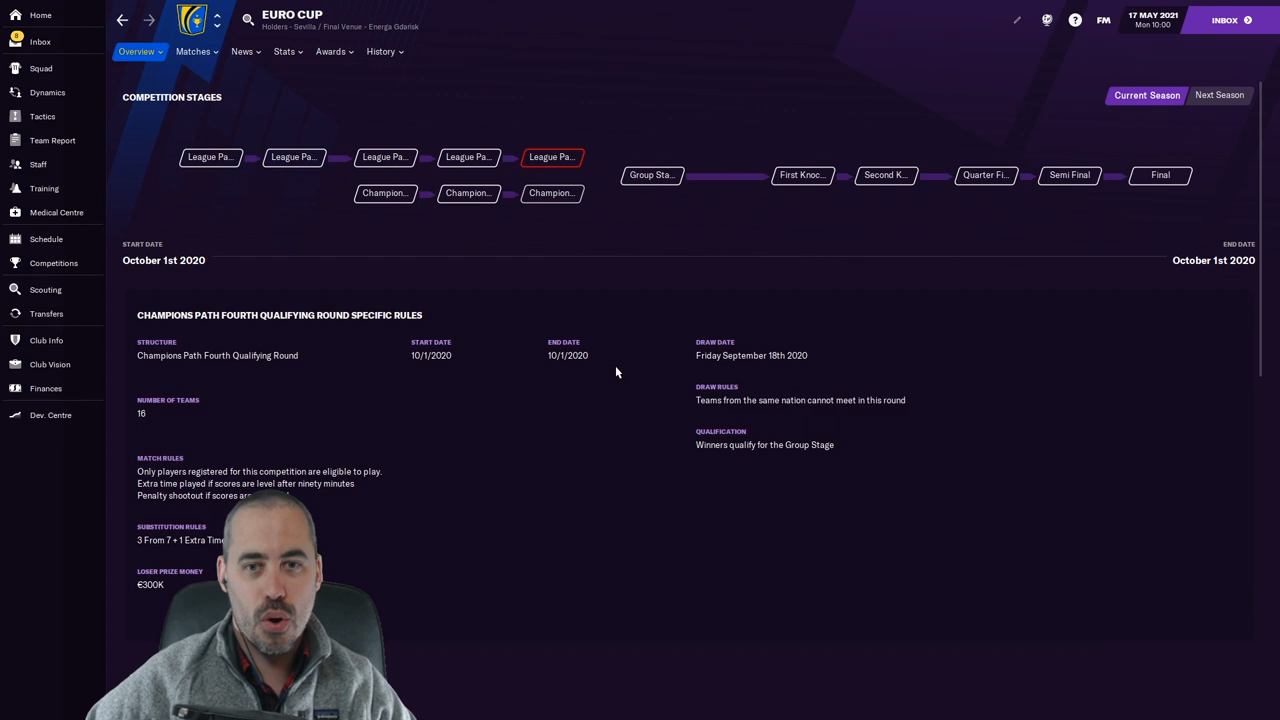 Home
8
Inbox
Squad
Dynamics
Tactics
Team Report
Staff
Training
Medical Centre
Schedule
Competitions
Scouting
Transfers
Club Info
Club Vision
Finances
Dev. Centre
EURO CUP
Holders - Sevilla / Final Venue - Energa Gdańsk
?
FM
17 MAY 2021
Mon 10:00
INBOX
Overview
Matches
News
Stats
Awards
History
COMPETITION STAGES
Current Season
Next Season
League Pa...
League Pa...
League Pa...
League Pa...
League Pa...
Champion...
Champion...
Champion...
Group Sta...
First Knoc...
Second K...
Quarter Fi...
Semi Final
Final
START DATE
October 1st 2020
END DATE
October 1st 2020
CHAMPIONS PATH FOURTH QUALIFYING ROUND SPECIFIC RULES
STRUCTURE
Champions Path Fourth Qualifying Round
START DATE
10/1/2020
END DATE
10/1/2020
DRAW DATE
Friday September 18th 2020
DRAW RULES
Teams from the same nation cannot meet in this round
NUMBER OF TEAMS
16
QUALIFICATION
Winners qualify for the Group Stage
MATCH RULES
Only players registered for this competition are eligible to play.
Extra time played if scores are level after ninety minutes
Penalty shootout if scores are
SUBSTITUTION RULES
3 From 7 + 1 Extra Time
LOSER PRIZE MONEY
€300K